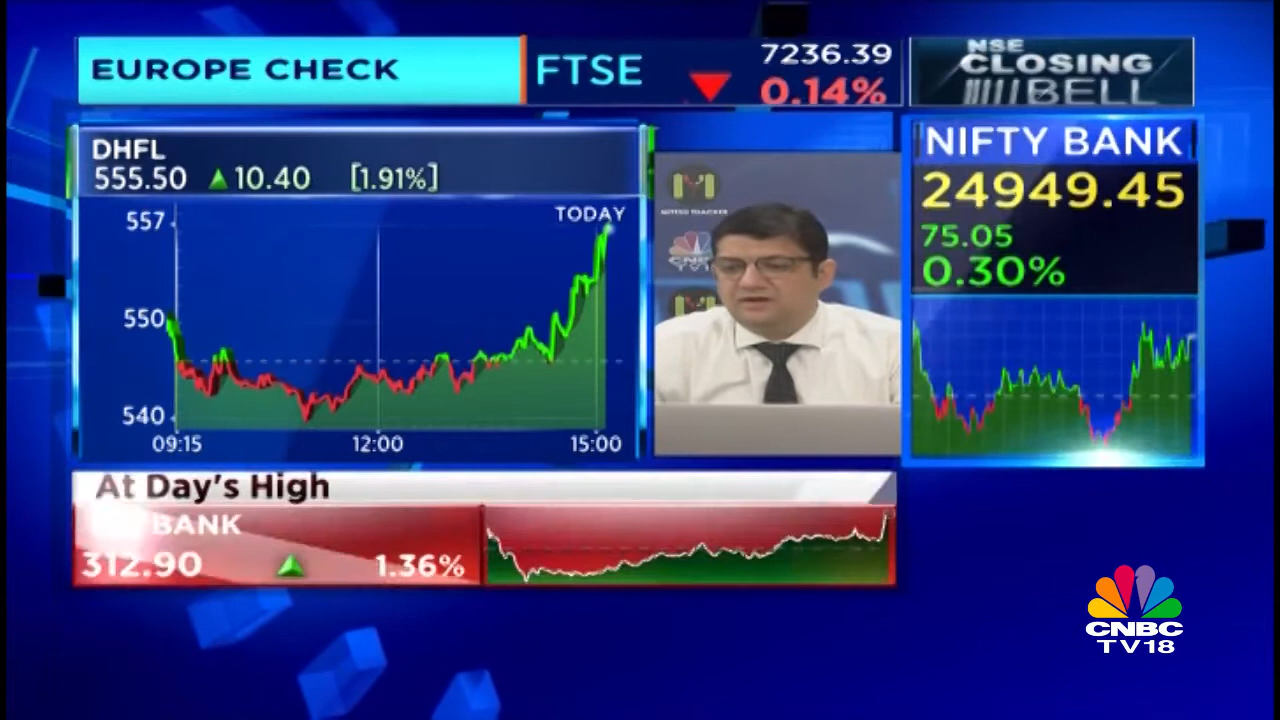 EUROPE CHECK
FTSE
7236.39
0.14%
NSE
CLOSING
BELL
DHFL
555.50 10.40 [1.91%]
TODAY
557
550
540
09:15 12:00 15:00
CNBC
TV18
NIFTY BANK
24949.45
75.05
0.30%
At Day's High
BANK
312.90 1.36%
CNBC
TV18